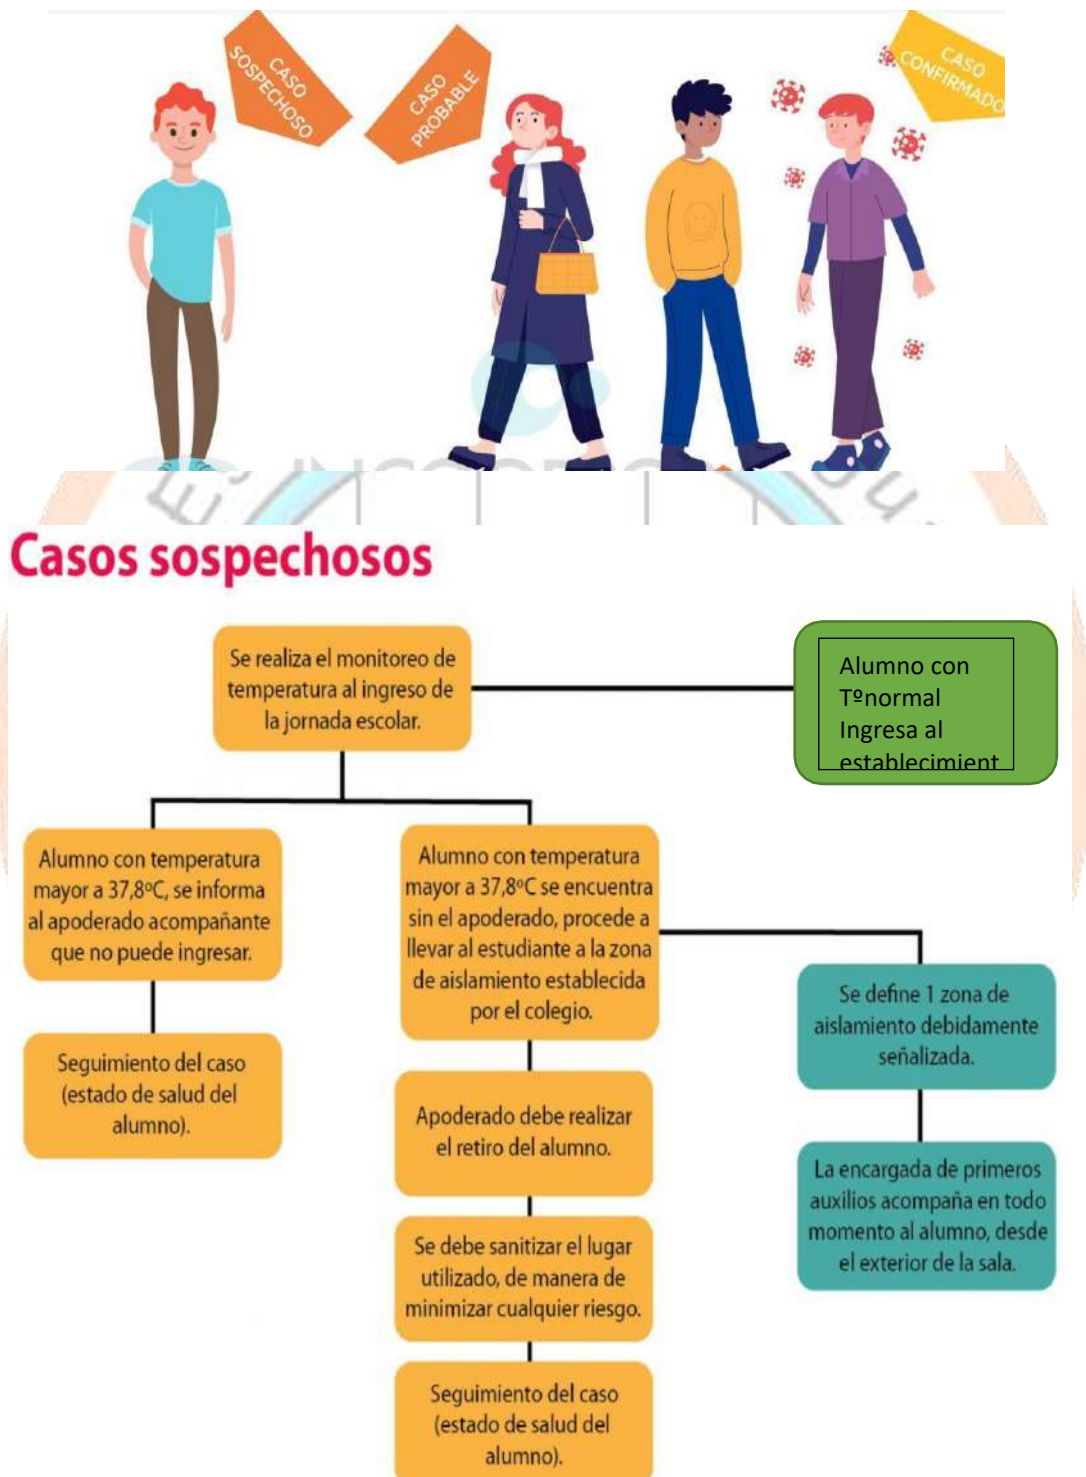 CASO
SOSPECHOSO
CASO
PROBABLE
CASO
CONFIRMADO
Casos sospechosos
Se realiza el monitoreo de
temperatura al ingreso de
la jornada escolar.
Alumno con
Tºnormal
Ingresa al
establecimient
Alumno con temperatura
mayor a 37,8ºC, se informa
al apoderado acompañante
que no puede ingresar.
Seguimiento del caso
(estado de salud del
alumno).
Alumno con temperatura
mayor a 37,8ºC se encuentra
sin el apoderado, procede a
llevar al estudiante a la zona
de aislamiento establecida
por el colegio.
Apoderado debe realizar
el retiro del alumno.
Se debe sanitizar el lugar
utilizado, de manera de
minimizar cualquier riesgo.
Seguimiento del caso
(estado de salud del
alumno).
Se define 1 zona de
aislamiento debidamente
señalizada.
La encargada de primeros
auxilios acompaña en todo
momento al alumno, desde
el exterior de la sala.